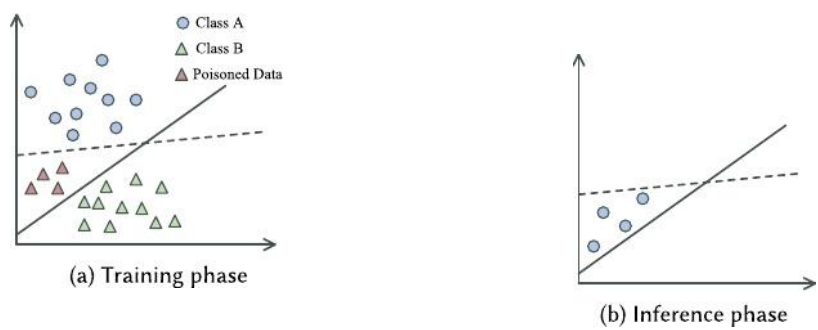 Class A
Class B
Poisoned Data
(a) Training phase
(b) Inference phase